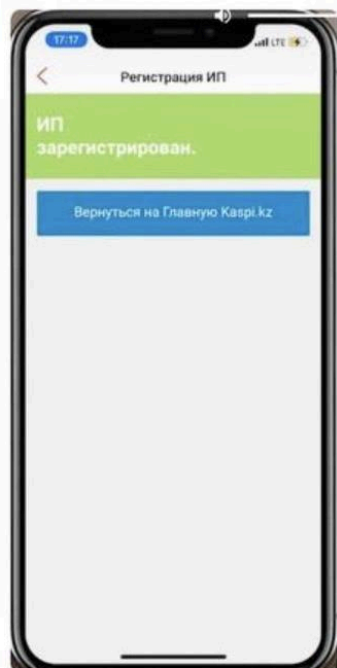 17:17
LTE
Регистрация ИП
ИП
зарегистрирован.
Вернуться на Главную Kaspi.kz